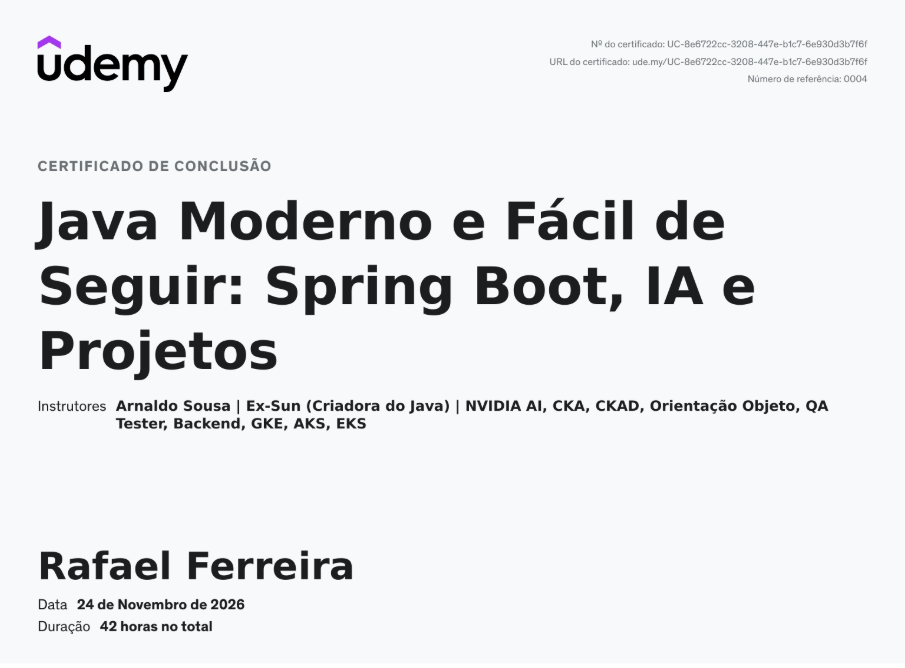 udemy
Nº do certificado: UC-8e6722cc-3208-447e-b1c7-6e930d3b7f6f
URL do certificado: ude.my/UC-8e6722cc-3208-447e-b1c7-6e930d3b7f6f
Número de referência: 0004
CERTIFICADO DE CONCLUSÃO
Java Moderno e Fácil de
Seguir: Spring Boot, IA e
Projetos
Instrutores Arnaldo Sousa | Ex-Sun (Criadora do Java) | NVIDIA AI, CKA, CKAD, Orientação Objeto, QA
Tester, Backend, GKE, AKS, EKS
Rafael Ferreira
Data 24 de Novembro de 2026
Duração 42 horas no total